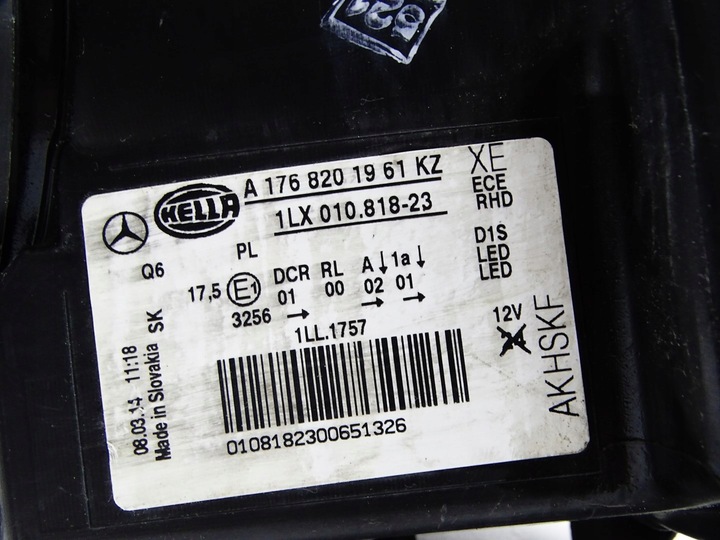 521
A 176 820 19 61 KZ
HELLA
1LX 010.818-23
XE
ECE
RHD
D1S
LED
LED
Q6
PL
17,5 E1 DCR RL A↓ 1a↓
01 00 02 01
3256 → → →
1LL.1757
12V
24
AKHSKF
08.03.14 11:18
Made in Slovakia SK
0108182300651326